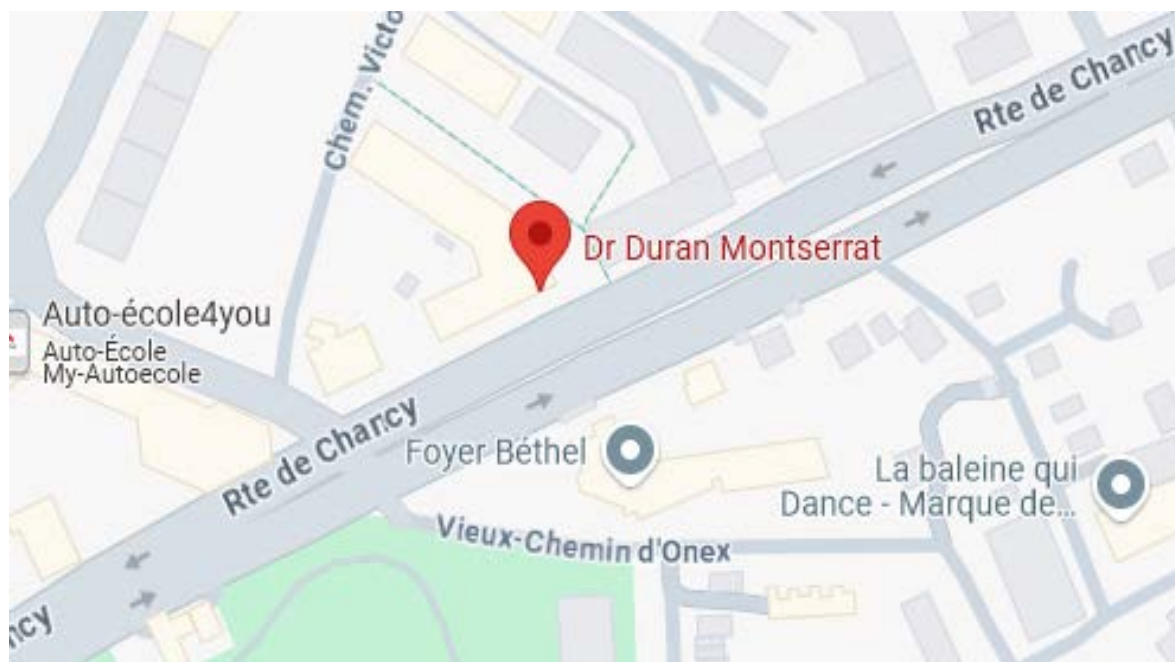 Chem. Victo
Rte de Chancy
Dr Duran Montserrat
Auto-école4you
Auto-École
My-Autoecole
Rte de Chancy
Foyer Béthel
La baleine qui
Dance - Marque de...
Vieux-Chemin d'Onex
ncy